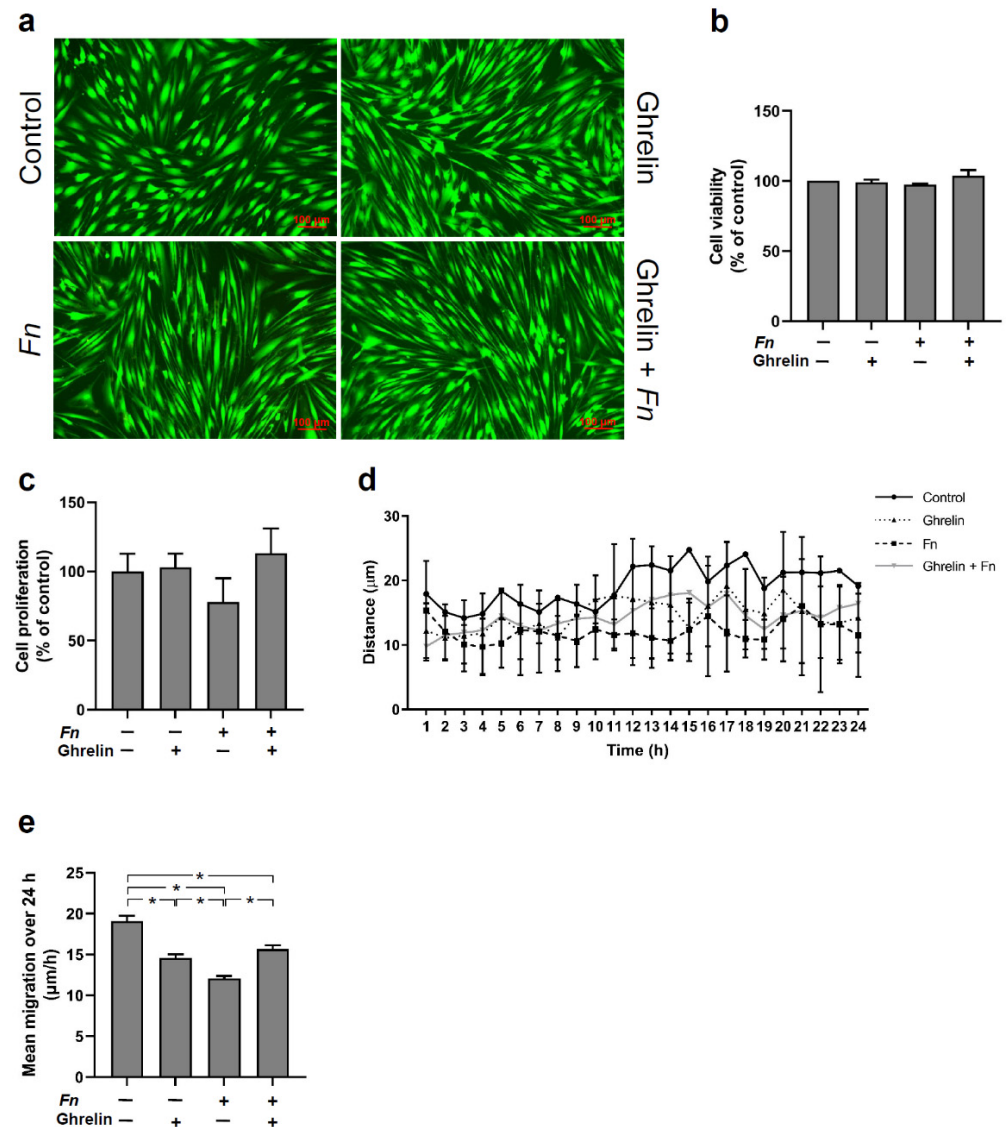 a
Control
Ghrelin
100 µm
100 µm
Fn
Ghrelin + Fn
100 µm
100 µm
b
Cell viability
(% of control)
150
100
50
0
Fn — — + +
Ghrelin — + — +
c
Cell proliferation
(% of control)
150
100
50
0
Fn — — + +
Ghrelin — + — +
d
Distance (µm)
30
20
10
0
1 2 3 4 5 6 7 8 9 10 11 12 13 14 15 16 17 18 19 20 21 22 23 24
Time (h)
Control
Ghrelin
Fn
Ghrelin + Fn
e
Mean migration over 24 h
(µm/h)
25
20
15
10
5
0
*
*
* * *
Fn — — + +
Ghrelin — + — +